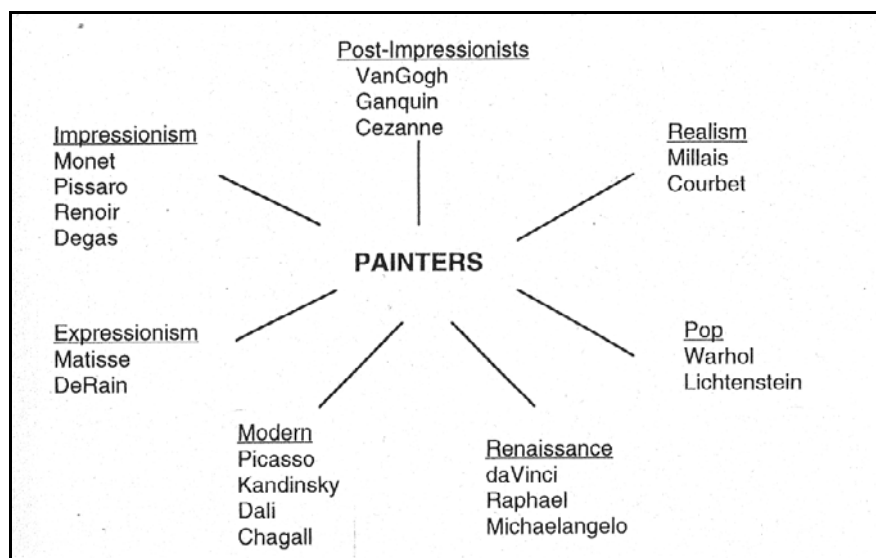 Post-Impressionists
VanGogh
Ganquin
Cezanne
Impressionism
Monet
Pissaro
Renoir
Degas
Realism
Millais
Courbet
PAINTERS
Expressionism
Matisse
DeRain
Pop
Warhol
Lichtenstein
Modern
Picasso
Kandinsky
Dali
Chagall
Renaissance
daVinci
Raphael
Michaelangelo